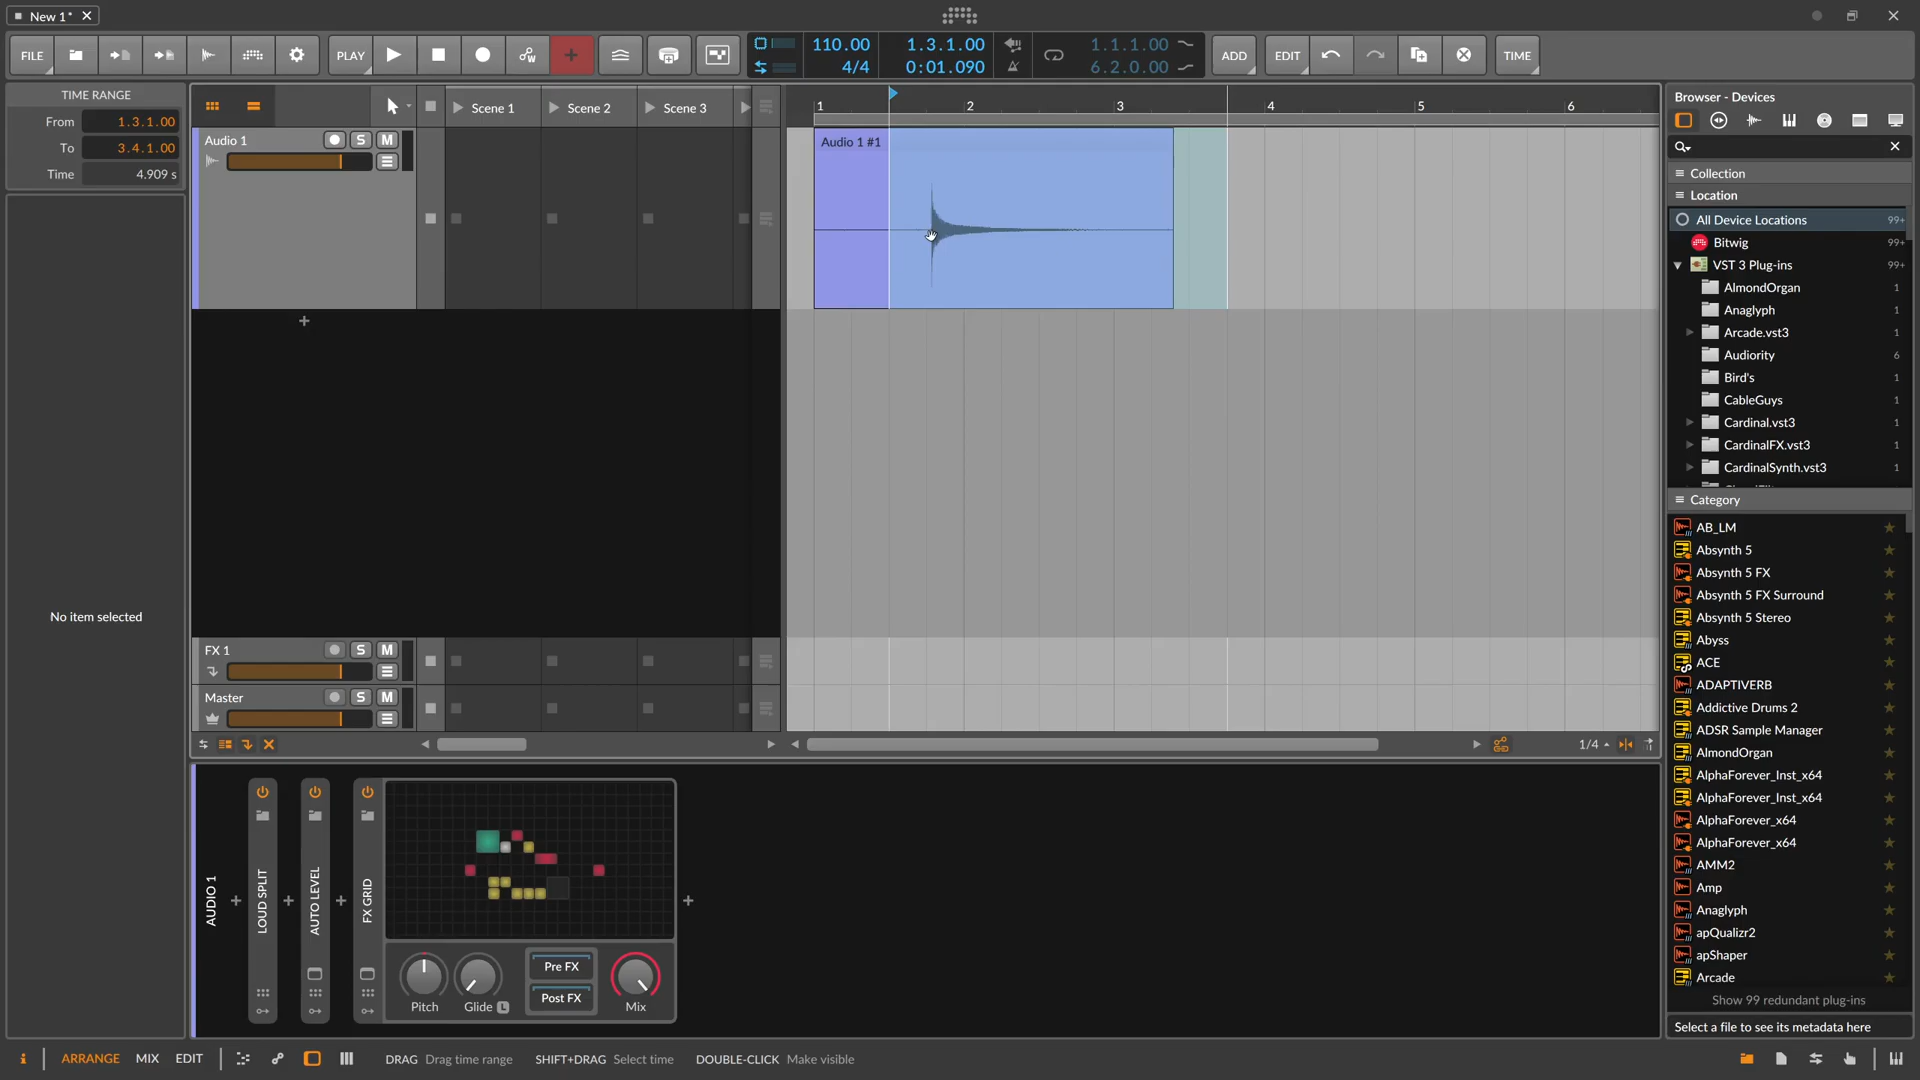 New 1*
FILE
PLAY
110.00
4/4
1.3.1.00
0:01.090
1.1.1.00
6.2.0.00
ADD
EDIT
TIME
TIME RANGE
From 1.3.1.00
To 3.4.1.00
Time 4.909 s
No item selected
Scene 1
Scene 2
Scene 3
Audio 1
S M
1 2 3 4 5 6
Audio 1 #1
FX 1
S M
Master
S M
1/4
AUDIO 1
LOUD SPLIT
AUTO LEVEL
FX GRID
Pitch
Glide L
Pre FX
Post FX
Mix
Browser - Devices
Collection
Location
All Device Locations 99+
Bitwig 99+
VST 3 Plug-ins 99+
AlmondOrgan 1
Anaglyph 1
Arcade.vst3 1
Audiority 6
Bird's 1
CableGuys 1
Cardinal.vst3 1
CardinalFX.vst3 1
CardinalSynth.vst3 1
Category
AB_LM
Absynth 5
Absynth 5 FX
Absynth 5 FX Surround
Absynth 5 Stereo
Abyss
ACE
ADAPTIVERB
Addictive Drums 2
ADSR Sample Manager
AlmondOrgan
AlphaForever_Inst_x64
AlphaForever_Inst_x64
AlphaForever_x64
AlphaForever_x64
AMM2
Amp
Anaglyph
apQualizr2
apShaper
Arcade
Show 99 redundant plug-ins
Select a file to see its metadata here
ARRANGE
MIX
EDIT
DRAG Drag time range
SHIFT+DRAG Select time
DOUBLE-CLICK Make visible